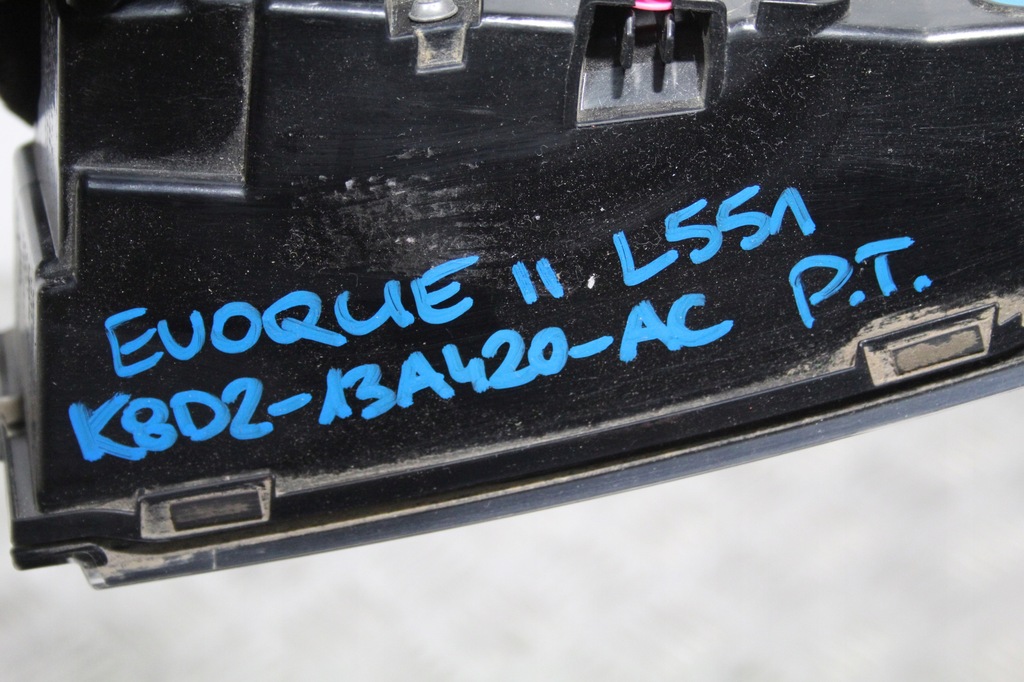 EVOQUE II L551
K8D2-13A420-AC P.T.